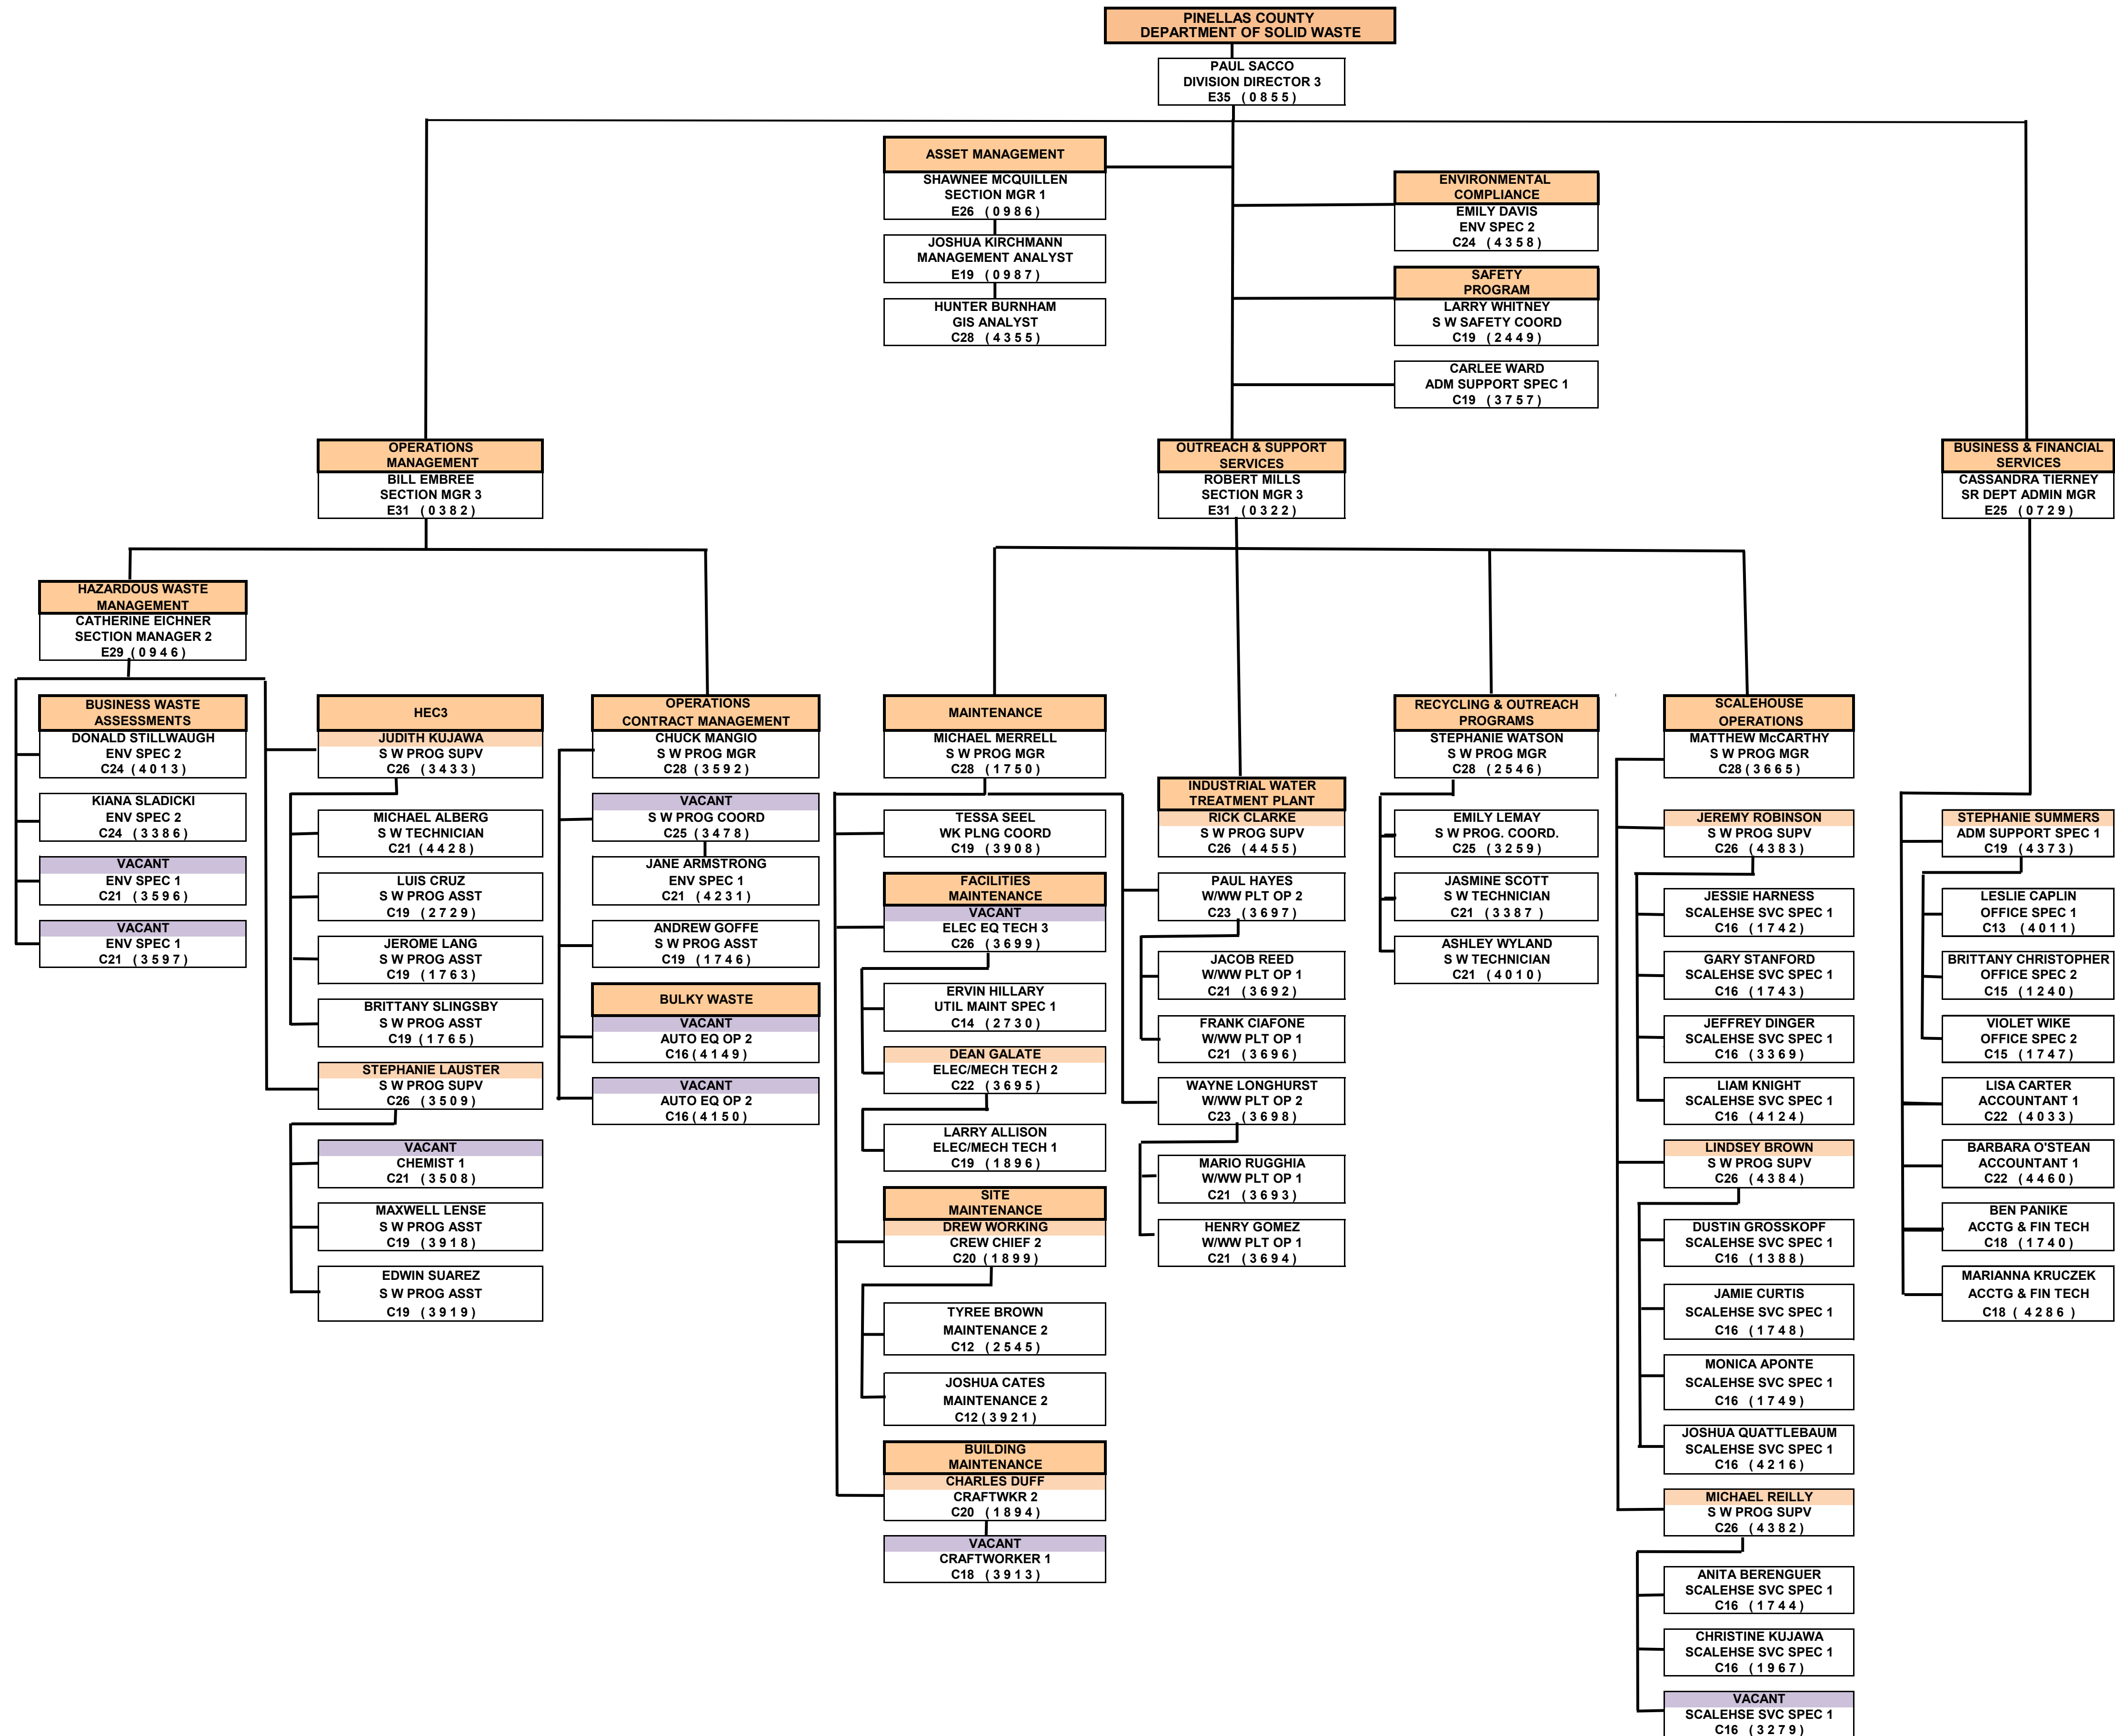 PINELLAS COUNTY
DEPARTMENT OF SOLID WASTE
PAUL SACCO
DIVISION DIRECTOR 3
E35 (0855)
ASSET MANAGEMENT
SHAWNEE MCQUILLEN
SECTION MGR 1
E26 (0986)
JOSHUA KIRCHMANN
MANAGEMENT ANALYST
E19 (0987)
HUNTER BURNHAM
GIS ANALYST
C28 (4355)
ENVIRONMENTAL
COMPLIANCE
EMILY DAVIS
ENV SPEC 2
C24 (4358)
SAFETY
PROGRAM
LARRY WHITNEY
S W SAFETY COORD
C19 (2449)
CARLEE WARD
ADM SUPPORT SPEC 1
C19 (3757)
OPERATIONS
MANAGEMENT
BILL EMBREE
SECTION MGR 3
E31 (0382)
OUTREACH & SUPPORT
SERVICES
ROBERT MILLS
SECTION MGR 3
E31 (0322)
BUSINESS & FINANCIAL
SERVICES
CASSANDRA TIERNEY
SR DEPT ADMIN MGR
E25 (0729)
HAZARDOUS WASTE
MANAGEMENT
CATHERINE EICHNER
SECTION MANAGER 2
E29 (0946)
BUSINESS WASTE
ASSESSMENTS
DONALD STILLWAUGH
ENV SPEC 2
C24 (4013)
KIANA SLADICKI
ENV SPEC 2
C24 (3386)
VACANT
ENV SPEC 1
C21 (3596)
VACANT
ENV SPEC 1
C21 (3597)
HEC3
JUDITH KUJAWA
S W PROG SUPV
C26 (3433)
MICHAEL ALBERG
S W TECHNICIAN
C21 (4428)
LUIS CRUZ
S W PROG ASST
C19 (2729)
JEROME LANG
S W PROG ASST
C19 (1763)
BRITTANY SLINGSBY
S W PROG ASST
C19 (1765)
STEPHANIE LAUSTER
S W PROG SUPV
C26 (3509)
VACANT
CHEMIST 1
C21 (3508)
MAXWELL LENSE
S W PROG ASST
C19 (3918)
EDWIN SUAREZ
S W PROG ASST
C19 (3919)
OPERATIONS
CONTRACT MANAGEMENT
CHUCK MANGIO
S W PROG MGR
C28 (3592)
VACANT
S W PROG COORD
C25 (3478)
JANE ARMSTRONG
ENV SPEC 1
C21 (4231)
ANDREW GOFFE
S W PROG ASST
C19 (1746)
BULKY WASTE
VACANT
AUTO EQ OP 2
C16 (4149)
VACANT
AUTO EQ OP 2
C16 (4150)
MAINTENANCE
MICHAEL MERRELL
S W PROG MGR
C28 (1750)
TESSA SEEL
WK PLNG COORD
C19 (3908)
FACILITIES
MAINTENANCE
VACANT
ELEC EQ TECH 3
C26 (3699)
ERVIN HILLARY
UTIL MAINT SPEC 1
C14 (2730)
DEAN GALATE
ELEC/MECH TECH 2
C22 (3695)
LARRY ALLISON
ELEC/MECH TECH 1
C19 (1896)
SITE
MAINTENANCE
DREW WORKING
CREW CHIEF 2
C20 (1899)
TYREE BROWN
MAINTENANCE 2
C12 (2545)
JOSHUA CATES
MAINTENANCE 2
C12 (3921)
BUILDING
MAINTENANCE
CHARLES DUFF
CRAFTWKR 2
C20 (1894)
VACANT
CRAFTWORKER 1
C18 (3913)
INDUSTRIAL WATER
TREATMENT PLANT
RICK CLARKE
S W PROG SUPV
C26 (4455)
PAUL HAYES
W/WW PLT OP 2
C23 (3697)
JACOB REED
W/WW PLT OP 1
C21 (3692)
FRANK CIAFONE
W/WW PLT OP 1
C21 (3696)
WAYNE LONGHURST
W/WW PLT OP 2
C23 (3698)
MARIO RUGGHIA
W/WW PLT OP 1
C21 (3693)
HENRY GOMEZ
W/WW PLT OP 1
C21 (3694)
RECYCLING & OUTREACH
PROGRAMS
STEPHANIE WATSON
S W PROG MGR
C28 (2546)
EMILY LEMAY
S W PROG. COORD.
C25 (3259)
JASMINE SCOTT
S W TECHNICIAN
C21 (3387 )
ASHLEY WYLAND
S W TECHNICIAN
C21 (4010)
SCALEHOUSE
OPERATIONS
MATTHEW McCARTHY
S W PROG MGR
C28 (3665)
JEREMY ROBINSON
S W PROG SUPV
C26 (4383)
JESSIE HARNESS
SCALEHSE SVC SPEC 1
C16 (1742)
GARY STANFORD
SCALEHSE SVC SPEC 1
C16 (1743)
JEFFREY DINGER
SCALEHSE SVC SPEC 1
C16 (3369)
LIAM KNIGHT
SCALEHSE SVC SPEC 1
C16 (4124)
LINDSEY BROWN
S W PROG SUPV
C26 (4384)
DUSTIN GROSSKOPF
SCALEHSE SVC SPEC 1
C16 (1388)
JAMIE CURTIS
SCALEHSE SVC SPEC 1
C16 (1748)
MONICA APONTE
SCALEHSE SVC SPEC 1
C16 (1749)
JOSHUA QUATTLEBAUM
SCALEHSE SVC SPEC 1
C16 (4216)
MICHAEL REILLY
S W PROG SUPV
C26 (4382)
ANITA BERENGUER
SCALEHSE SVC SPEC 1
C16 (1744)
CHRISTINE KUJAWA
SCALEHSE SVC SPEC 1
C16 (1967)
VACANT
SCALEHSE SVC SPEC 1
C16 (3279)
STEPHANIE SUMMERS
ADM SUPPORT SPEC 1
C19 (4373)
LESLIE CAPLIN
OFFICE SPEC 1
C13 (4011)
BRITTANY CHRISTOPHER
OFFICE SPEC 2
C15 (1240)
VIOLET WIKE
OFFICE SPEC 2
C15 (1747)
LISA CARTER
ACCOUNTANT 1
C22 (4033)
BARBARA O'STEAN
ACCOUNTANT 1
C22 (4460)
BEN PANIKE
ACCTG & FIN TECH
C18 (1740)
MARIANNA KRUCZEK
ACCTG & FIN TECH
C18 ( 4286 )